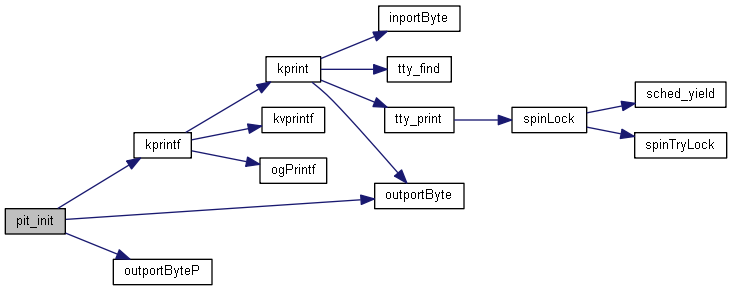 inportByte
kprint
tty_find
sched_yield
kvprintf
tty_print
spinLock
kprintf
spinTryLock
ogPrintf
outportByte
pit_init
outportByteP